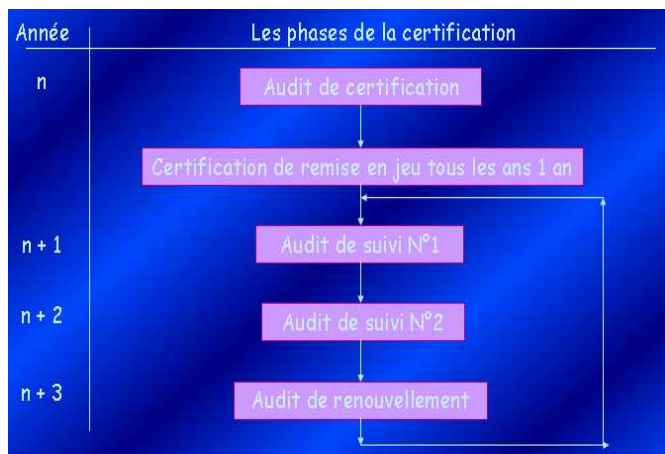 Année Les phases de la certification
n Audit de certification
Certification de remise en jeu tous les ans 1 an
n + 1 Audit de suivi N°1
n + 2 Audit de suivi N°2
n + 3 Audit de renouvellement